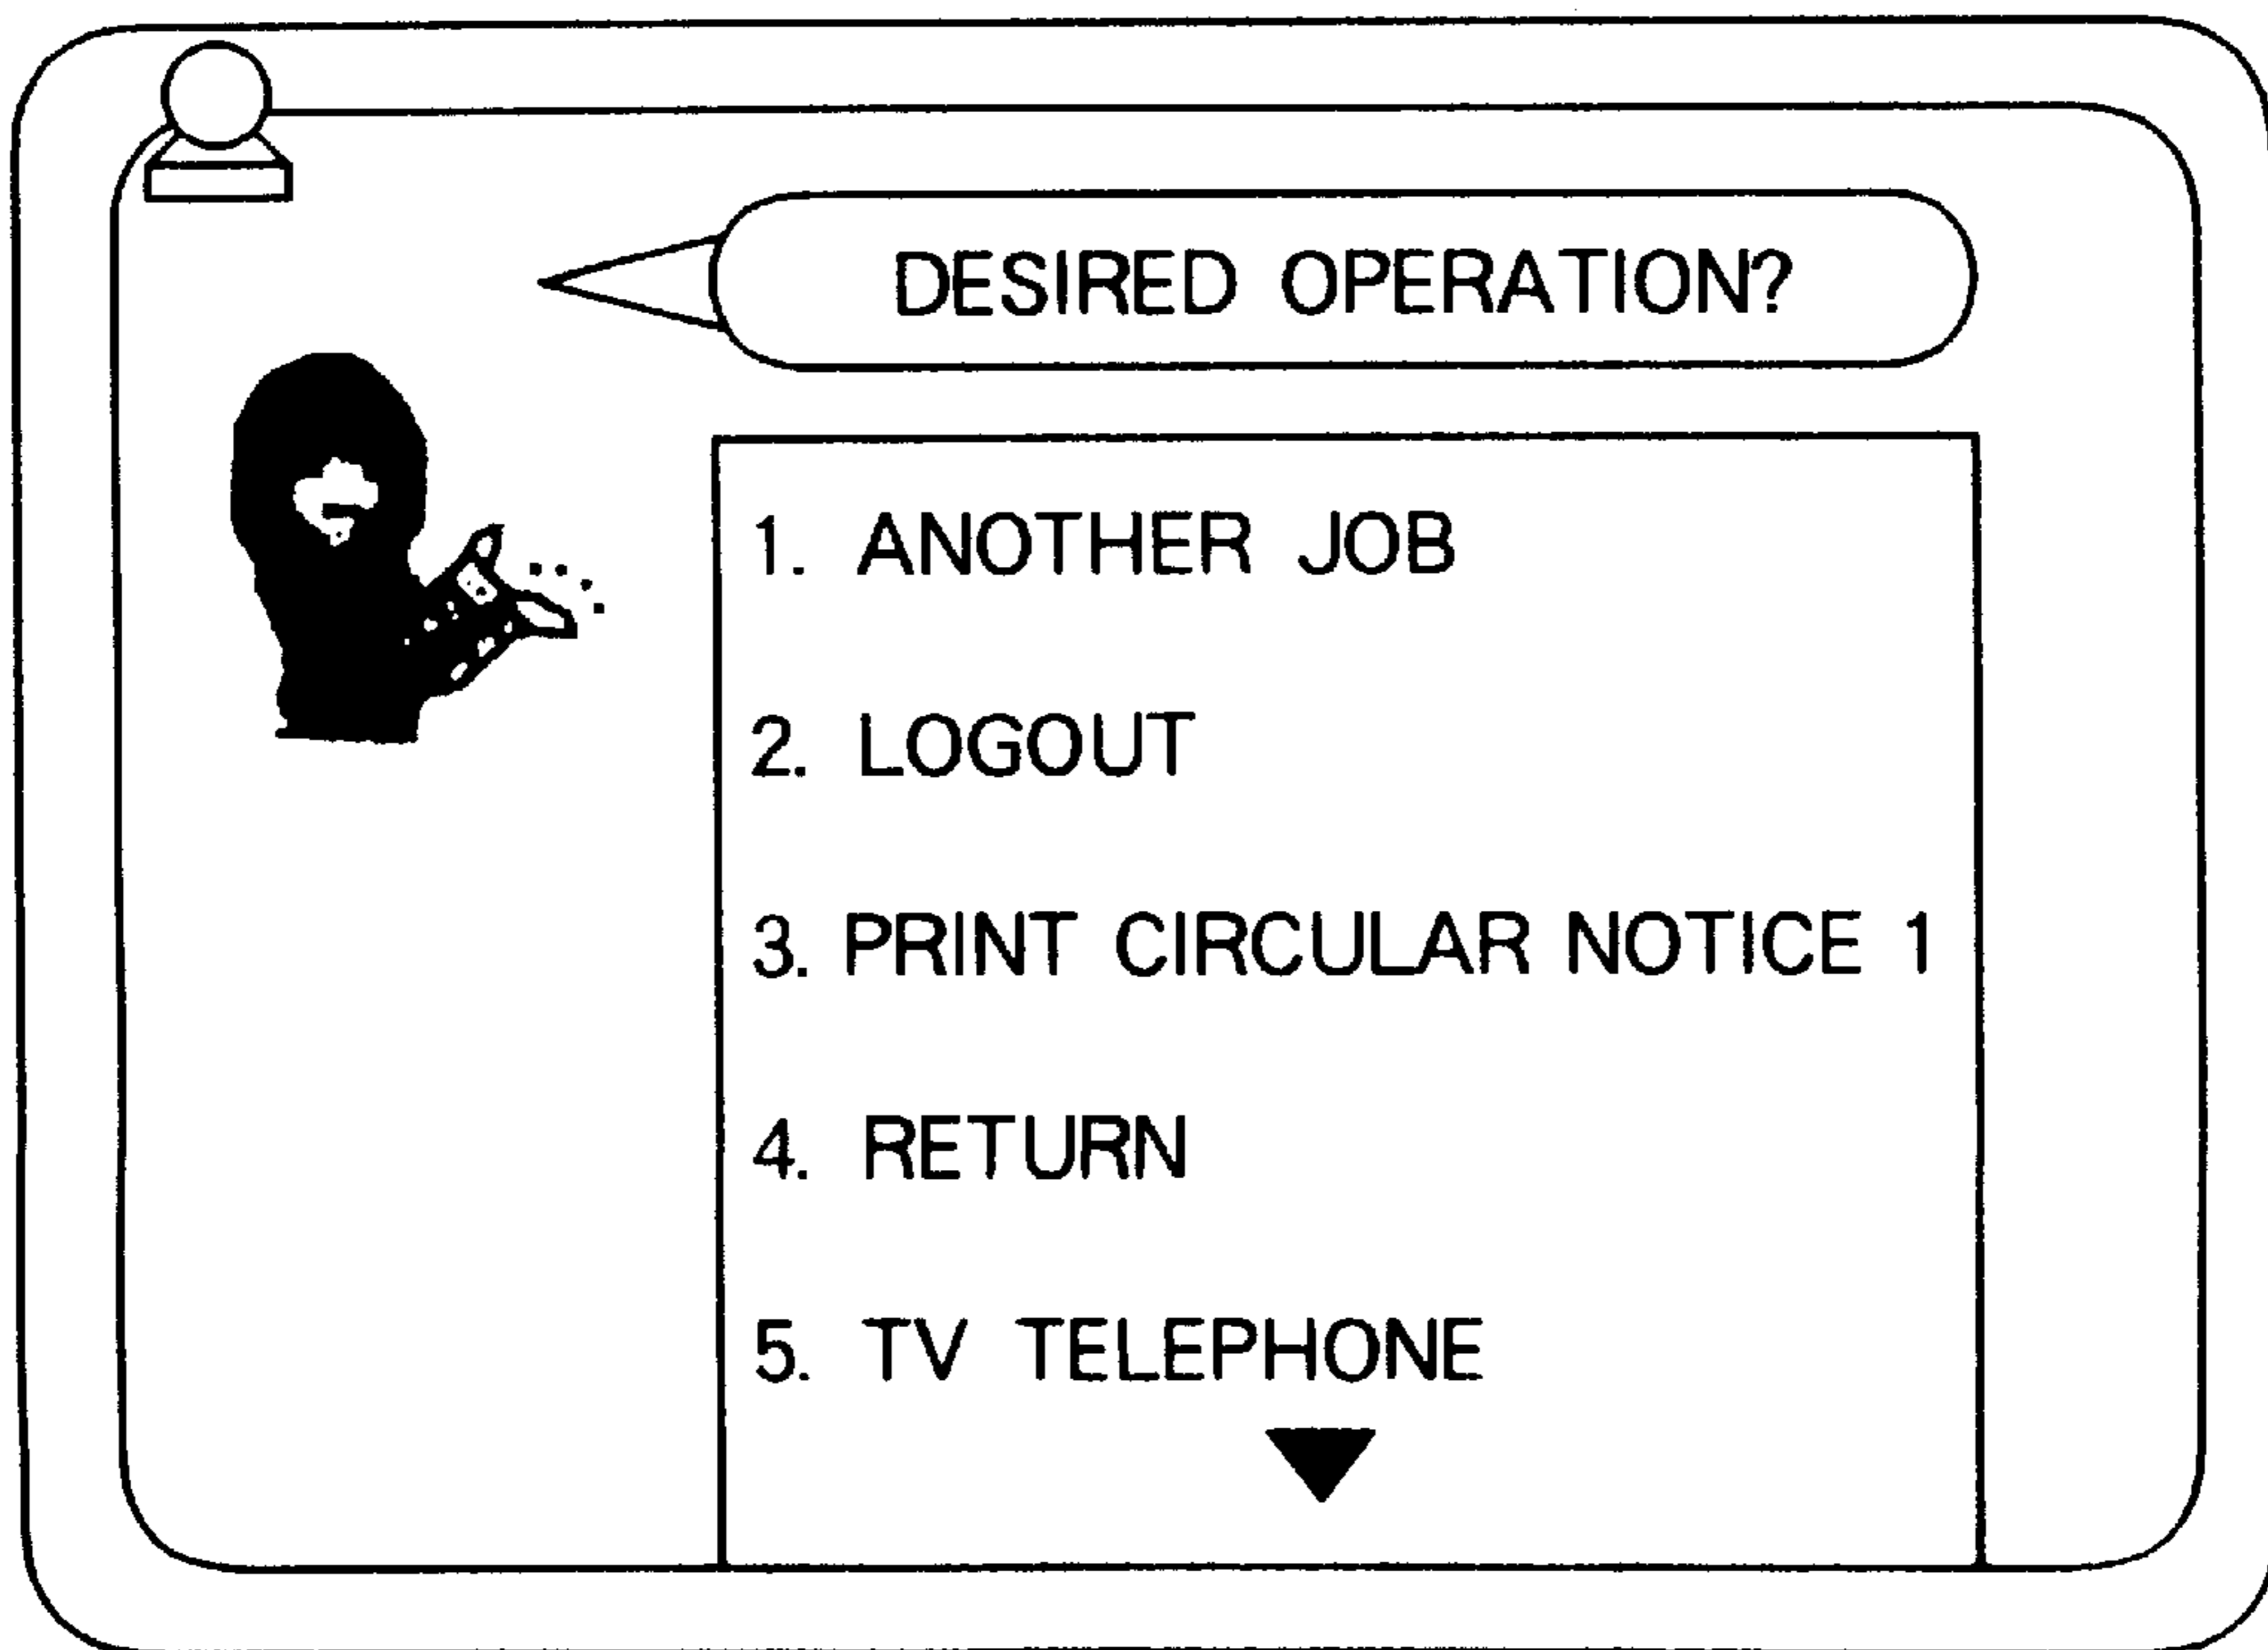 DESIRED OPERATION?
1. ANOTHER JOB
2. LOGOUT
3. PRINT CIRCULAR NOTICE 1
4. RETURN
5. TV TELEPHONE